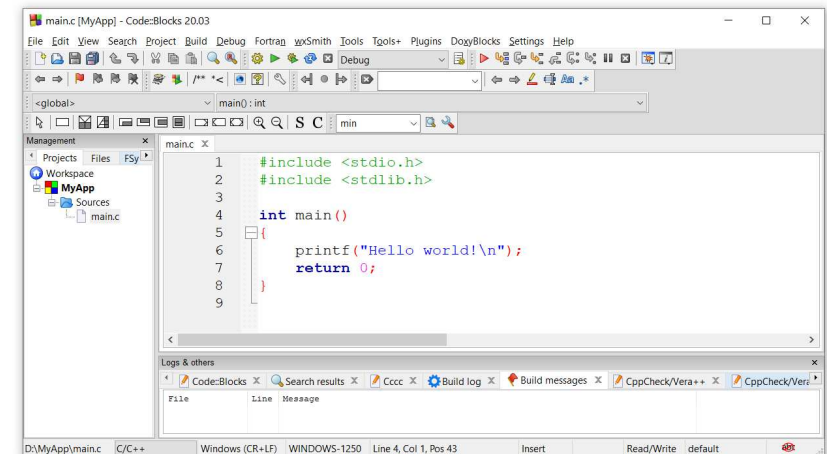 main.c [MyApp] - Code::Blocks 20.03
File Edit View Search Project Build Debug Fortran wxSmith Tools Tools+ Plugins DoxyBlocks Settings Help
Debug
/** *<
Aa .*
<global> main() : int
S C min
Management
Projects Files FSy
Workspace
MyApp
Sources
main.c
main.c
1 #include <stdio.h>
2 #include <stdlib.h>
3
4 int main()
5 {
6 printf("Hello world!\n");
7 return 0;
8 }
9
Logs & others
Code::Blocks Search results Cccc Build log Build messages CppCheck/Vera++ CppCheck/Vera
File Line Message
D:\MyApp\main.c C/C++ Windows (CR+LF) WINDOWS-1250 Line 4, Col 1, Pos 43 Insert Read/Write default